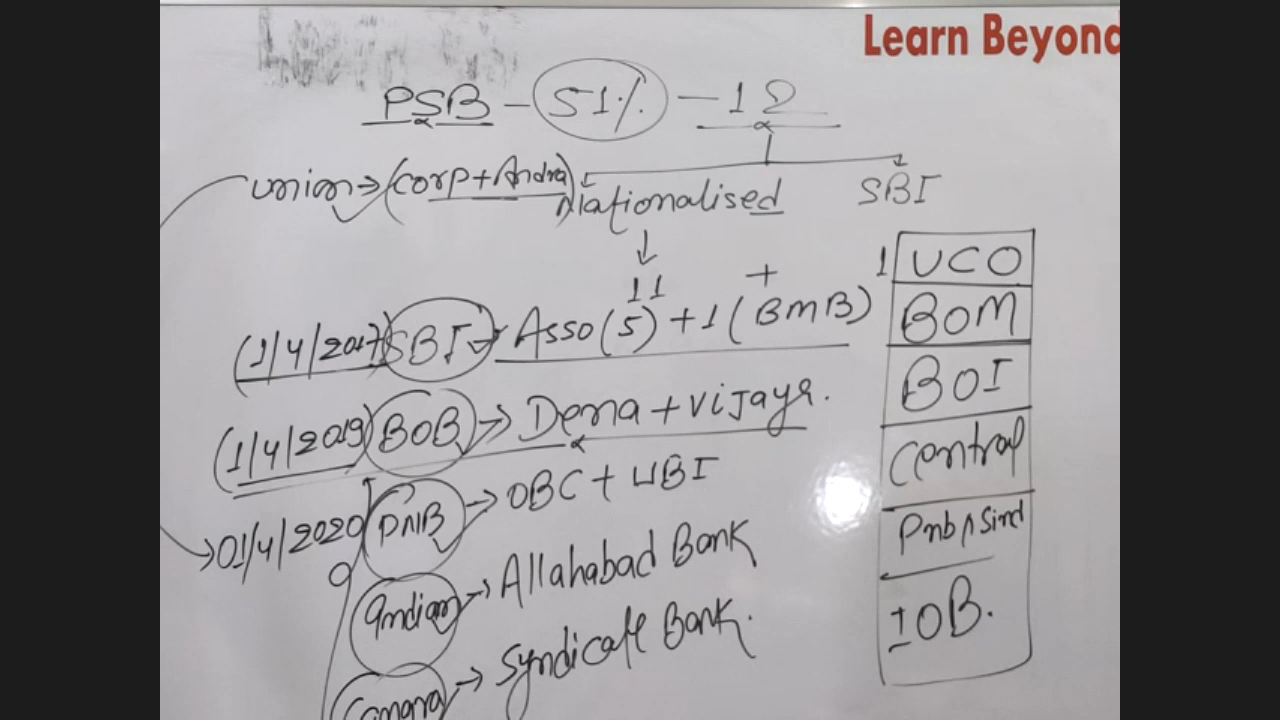 Learn Beyond
PSB - 51% - 12
Union → (Corp + Andra)
Nationalised
SBI
11
(1/4/2017) SBI → Asso (5) + 1 (BMB)
+
(1/4/2019) BOB → Dena + Vijaya.
01/4/2020 PNB → OBC + UBI
Indian → Allahabad Bank
Canara → Syndicate Bank.
1 UCO
BOM
BOI
Central
Pnb/Sind
IOB.